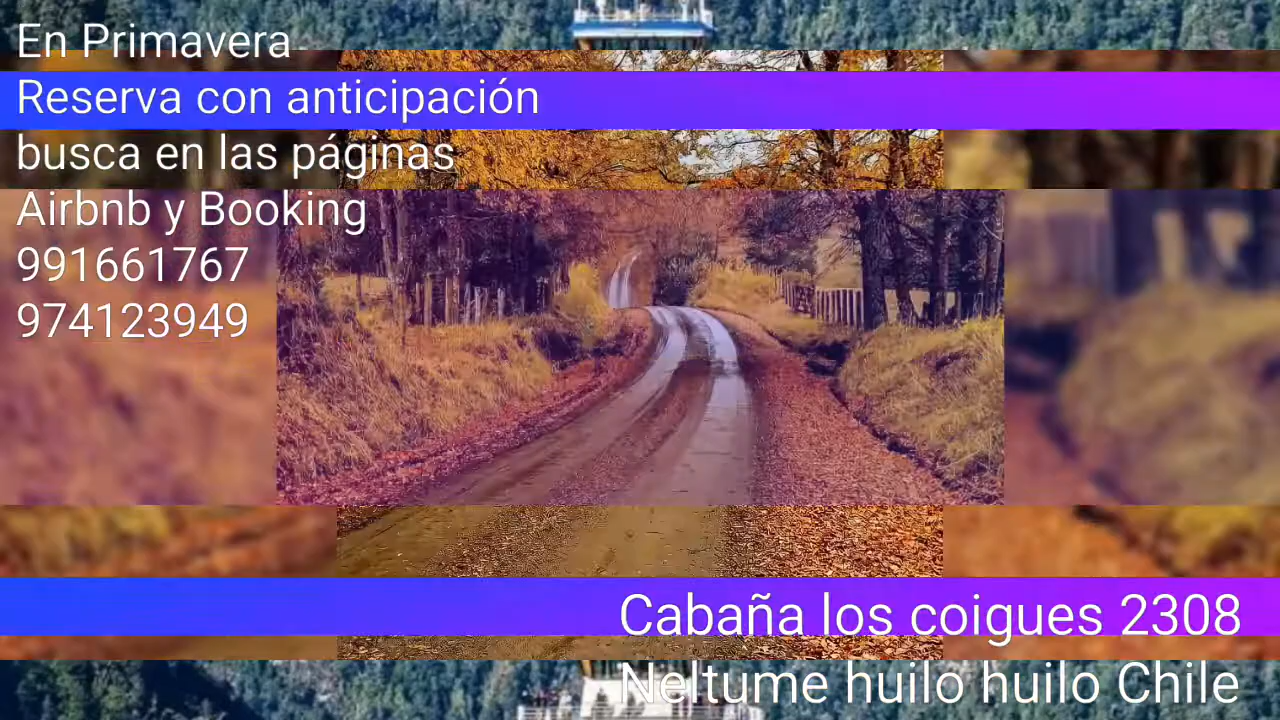 En Primavera
Reserva con anticipación
busca en las páginas
Airbnb y Booking
991661767
974123949
Cabaña los coigues 2308
Neltume huilo huilo Chile